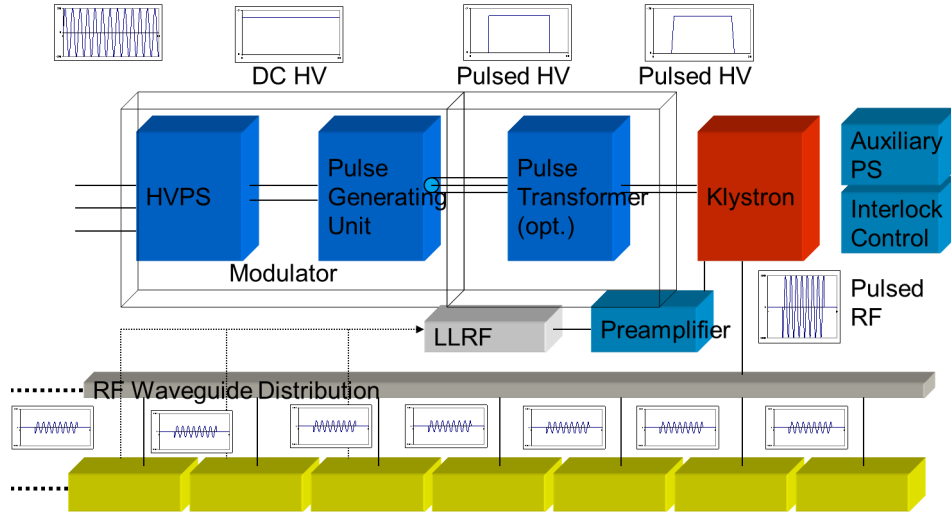 DC HV
Pulsed HV
Pulsed HV
HVPS
Pulse
Generating
Unit
Pulse
Transformer
(opt.)
Klystron
Auxiliary
PS
Interlock
Control
Modulator
Pulsed
RF
LLRF
Preamplifier
RF Waveguide Distribution